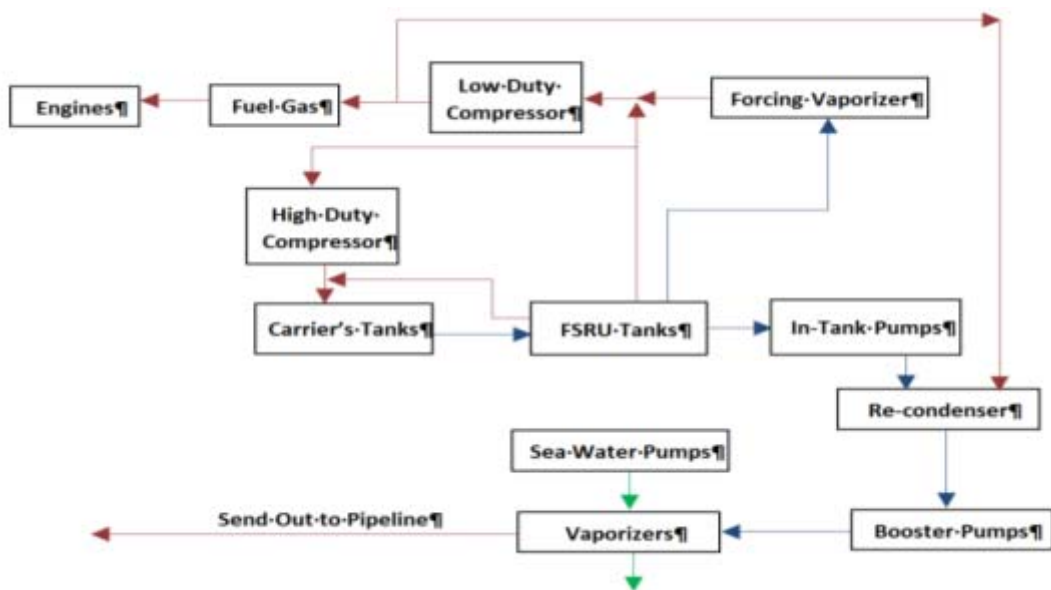 Engines¶
Fuel·Gas¶
Low·Duty·
Compressor¶
Forcing·Vaporizer¶
High·Duty·
Compressor¶
Carrier's·Tanks¶
FSRU·Tanks¶
In-Tank·Pumps¶
Re-condenser¶
Sea·Water·Pumps¶
Send·Out·to·Pipeline¶
Vaporizers¶
Booster·Pumps¶